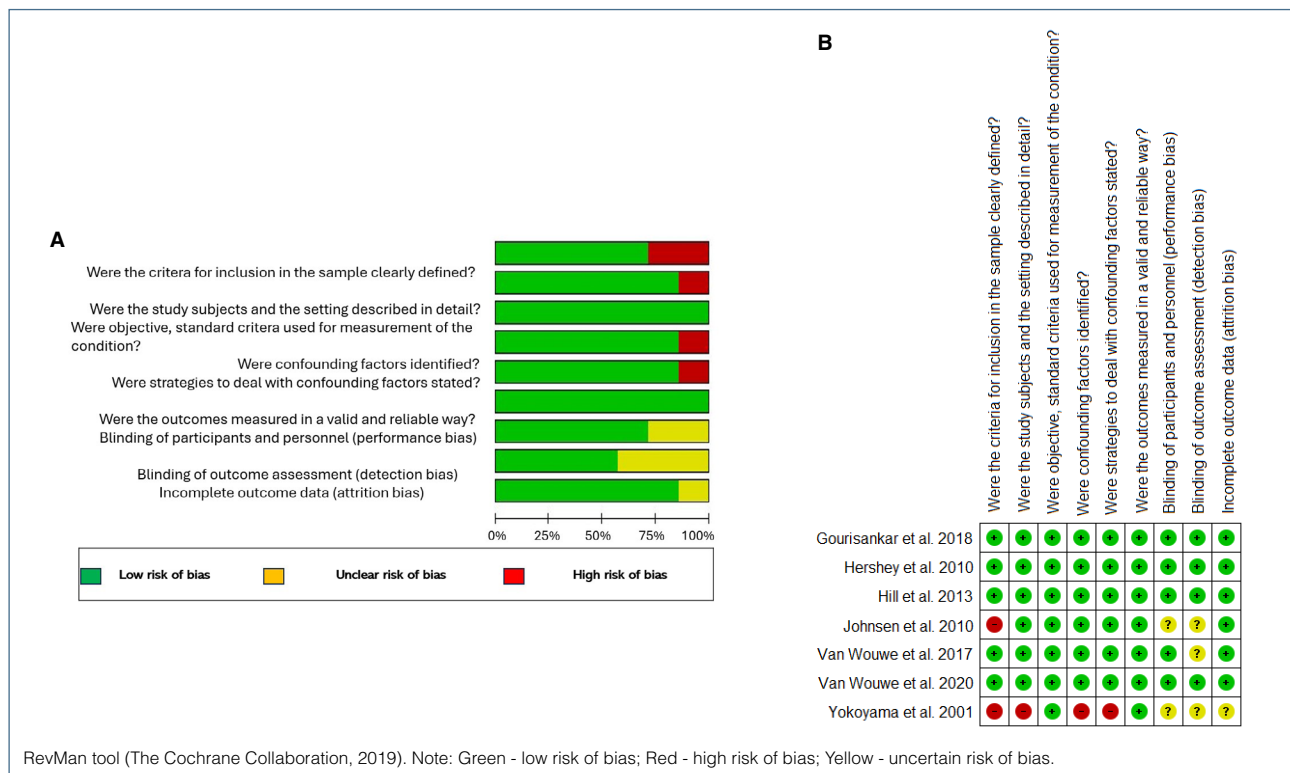 A
Were the critera for inclusion in the sample clearly defined?
Were the study subjects and the setting described in detail?
Were objective, standard critera used for measurement of the
condition?
Were confounding factors identified?
Were strategies to deal with confounding factors stated?
Were the outcomes measured in a valid and reliable way?
Blinding of participants and personnel (performance bias)
Blinding of outcome assessment (detection bias)
Incomplete outcome data (attrition bias)
0% 25% 50% 75% 100%
Low risk of bias Unclear risk of bias High risk of bias
B
Were the criteria for inclusion in the sample clearly defined?
Were the study subjects and the setting described in detail?
Were objective, standard criteria used for measurement of the condition?
Were confounding factors identified?
Were strategies to deal with confounding factors stated?
Were the outcomes measured in a valid and reliable way?
Blinding of participants and personnel (performance bias)
Blinding of outcome assessment (detection bias)
Incomplete outcome data (attrition bias)
Gourisankar et al. 2018 + + + + + + + + +
Hershey et al. 2010 + + + + + + + + +
Hill et al. 2013 + + + + + + + + +
Johnsen et al. 2010 - + + + + + ? ? +
Van Wouwe et al. 2017 + + + + + + + ? +
Van Wouwe et al. 2020 + + + + + + + + +
Yokoyama et al. 2001 - - + - - + ? ? ?
RevMan tool (The Cochrane Collaboration, 2019). Note: Green - low risk of bias; Red - high risk of bias; Yellow - uncertain risk of bias.